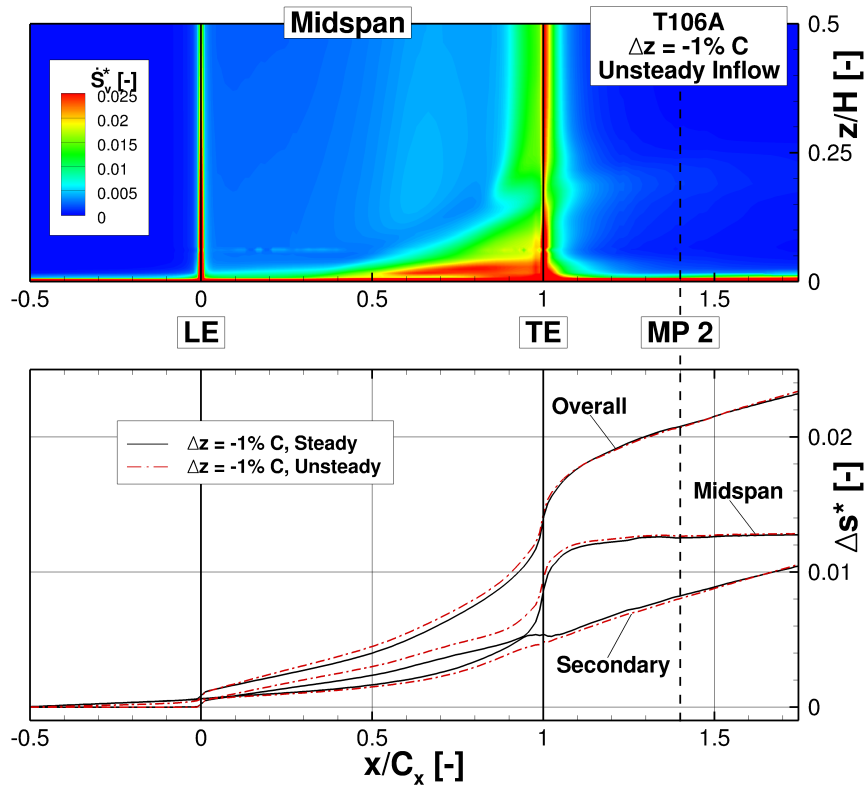 Midspan
T106A
Δz = -1% C
Unsteady Inflow
Ṡᵥ* [-]
0.025
0.02
0.015
0.01
0.005
0
0.5
0.25
0
z/H [-]
-0.5 0 0.5 1 1.5
LE TE MP 2
Δz = -1% C, Steady
Δz = -1% C, Unsteady
Overall
Midspan
Secondary
0.02
0.01
0
Δs* [-]
-0.5 0 0.5 1 1.5
x/Cₓ [-]